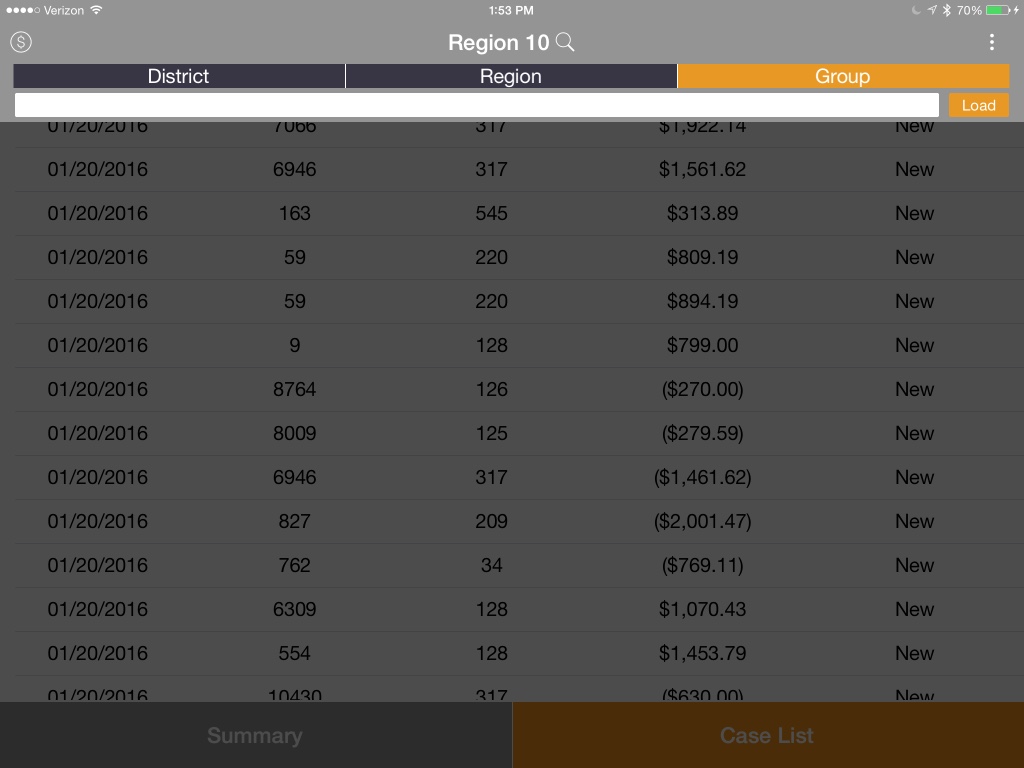 Verizon 1:53 PM 70%
Region 10
District Region Group
Load
01/20/2016 7066 317 $1,922.14 New
01/20/2016 6946 317 $1,561.62 New
01/20/2016 163 545 $313.89 New
01/20/2016 59 220 $809.19 New
01/20/2016 59 220 $894.19 New
01/20/2016 9 128 $799.00 New
01/20/2016 8764 126 ($270.00) New
01/20/2016 8009 125 ($279.59) New
01/20/2016 6946 317 ($1,461.62) New
01/20/2016 827 209 ($2,001.47) New
01/20/2016 762 34 ($769.11) New
01/20/2016 6309 128 $1,070.43 New
01/20/2016 554 128 $1,453.79 New
01/20/2016 10430 317 ($630.00) New
Summary Case List